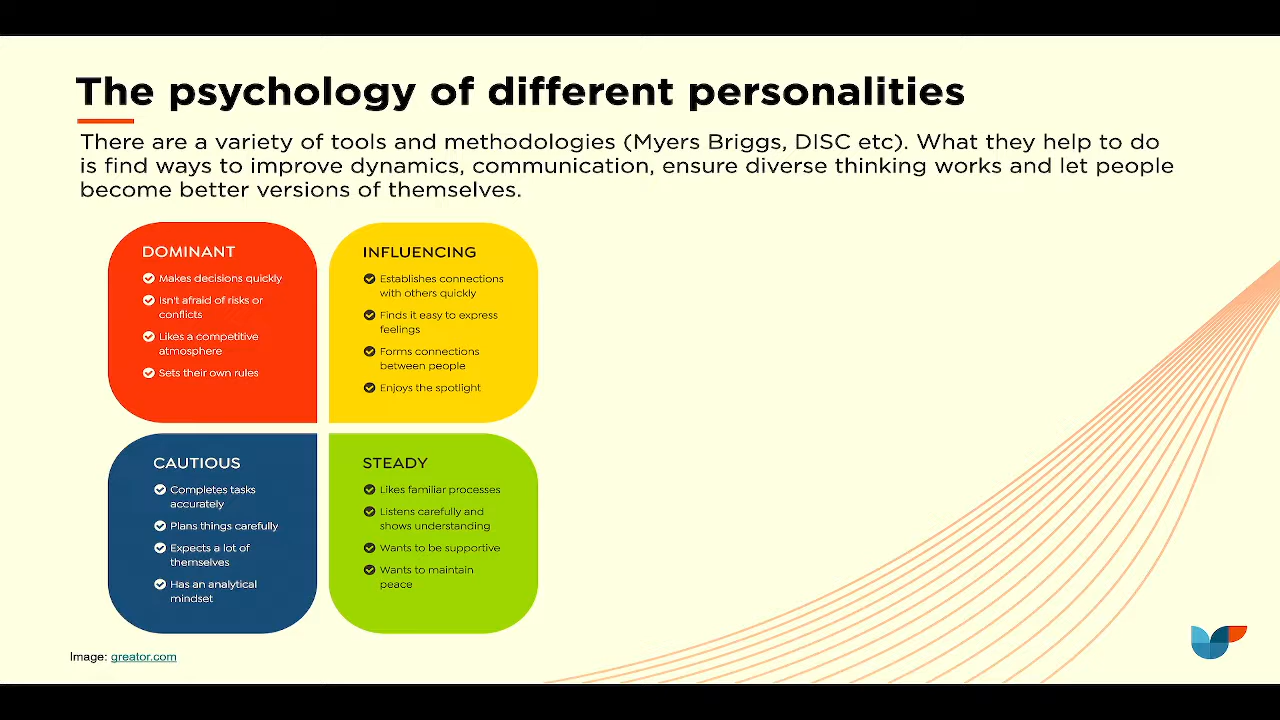 The psychology of different personalities
There are a variety of tools and methodologies (Myers Briggs, DISC etc). What they help to do
is find ways to improve dynamics, communication, ensure diverse thinking works and let people
become better versions of themselves.
DOMINANT
Makes decisions quickly
Isn't afraid of risks or
conflicts
Likes a competitive
atmosphere
Sets their own rules
INFLUENCING
Establishes connections
with others quickly
Finds it easy to express
feelings
Forms connections
between people
Enjoys the spotlight
CAUTIOUS
Completes tasks
accurately
Plans things carefully
Expects a lot of
themselves
Has an analytical
mindset
STEADY
Likes familiar processes
Listens carefully and
shows understanding
Wants to be supportive
Wants to maintain
peace
Image: greator.com